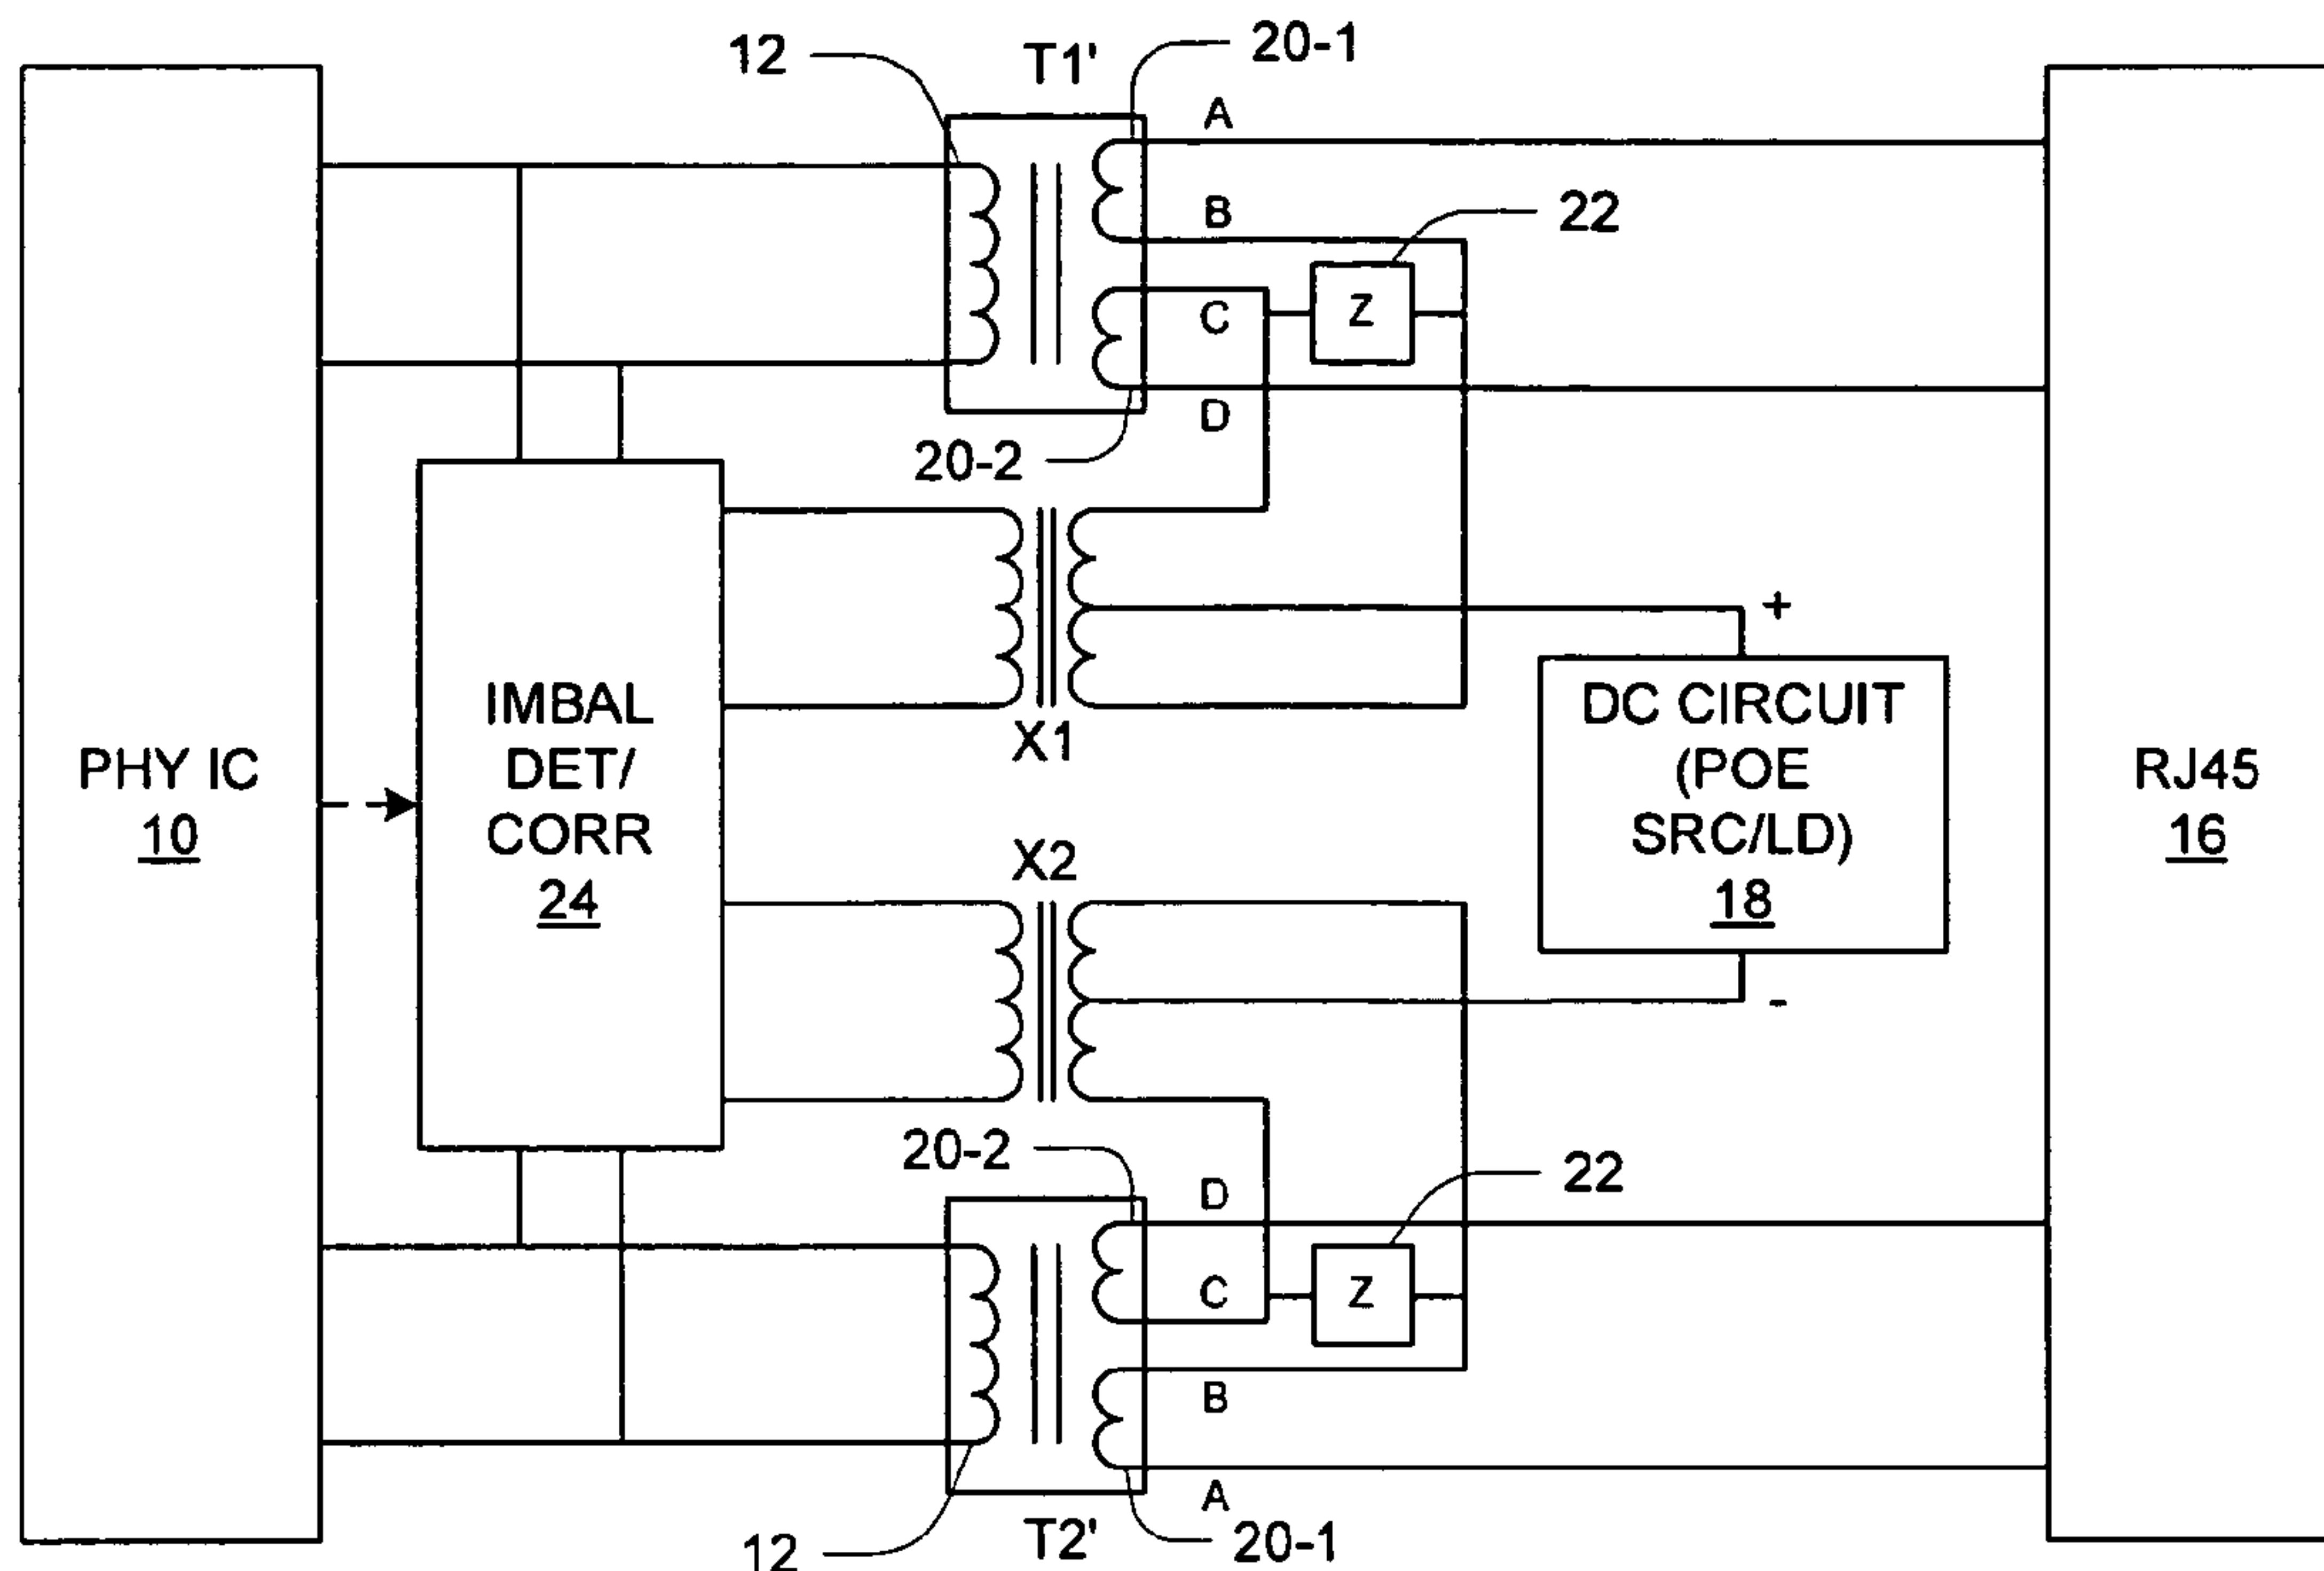 12
T1'
20-1
A
B
22
C
Z
D
20-2
X1
+
IMBAL
DET/
CORR
24
PHY IC
10
DC CIRCUIT
(POE
SRC/LD)
18
RJ45
16
X2
-
20-2
D
22
C
Z
B
A
12
T2'
20-1